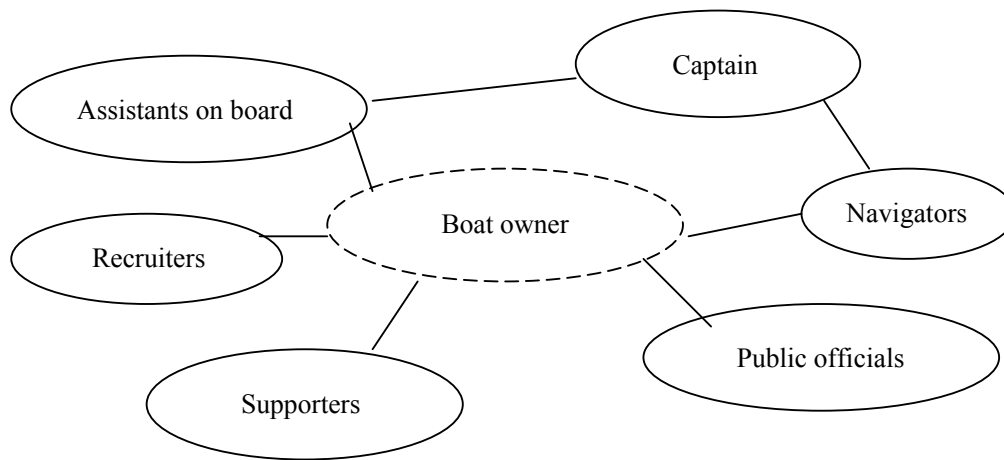 Captain
Assistants on board
Navigators
Boat owner
Recruiters
Public officials
Supporters